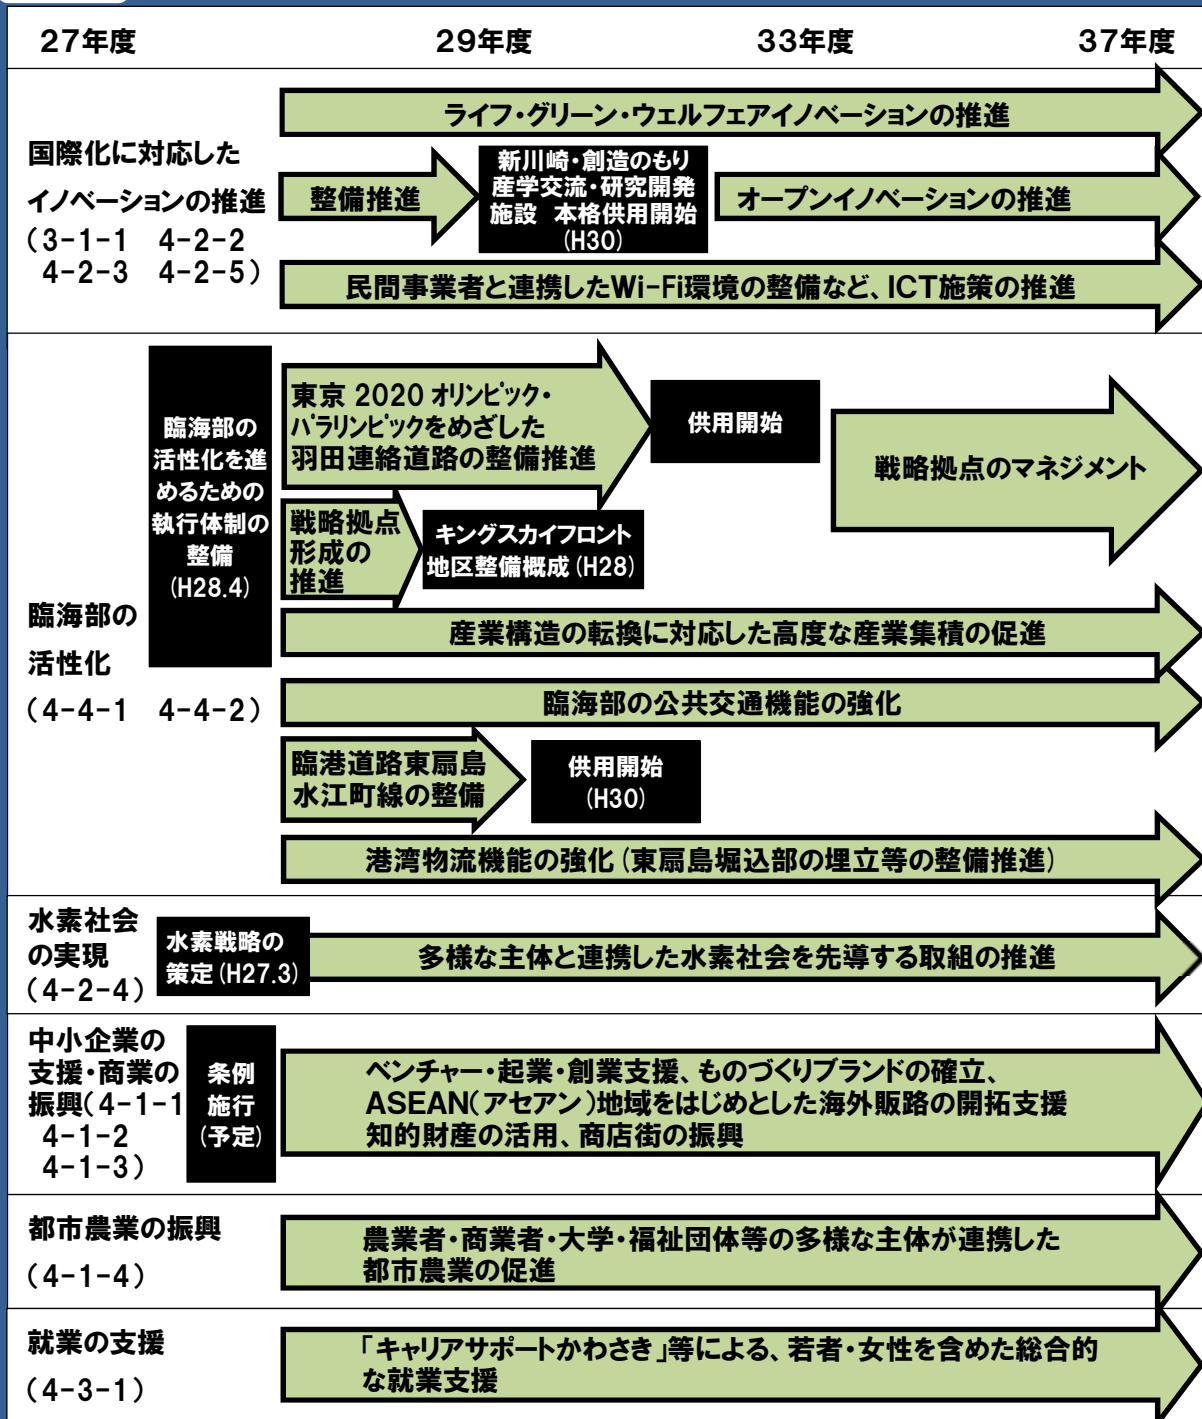 27年度 29年度 33年度 37年度
国際化に対応した
イノベーションの推進
(3-1-1 4-2-2
4-2-3 4-2-5)
ライフ・グリーン・ウェルフェアイノベーションの推進
整備推進
新川崎・創造のもり
産学交流・研究開発
施設 本格供用開始
(H30)
オープンイノベーションの推進
民間事業者と連携したWi-Fi環境の整備など、ICT施策の推進
臨海部の
活性化
(4-4-1 4-4-2)
臨海部の
活性化を進
めるための
執行体制の
整備
(H28.4)
東京 2020 オリンピック・
パラリンピックをめざした
羽田連絡道路の整備推進
供用開始
戦略拠点のマネジメント
戦略拠点
形成の
推進
キングスカイフロント
地区整備概成(H28)
産業構造の転換に対応した高度な産業集積の促進
臨海部の公共交通機能の強化
臨港道路東扇島
水江町線の整備
供用開始
(H30)
港湾物流機能の強化(東扇島堀込部の埋立等の整備推進)
水素社会
の実現
(4-2-4)
水素戦略の
策定(H27.3)
多様な主体と連携した水素社会を先導する取組の推進
中小企業の
支援・商業の
振興(4-1-1
4-1-2
4-1-3)
条例
施行
(予定)
ベンチャー・起業・創業支援、ものづくりブランドの確立、
ASEAN(アセアン)地域をはじめとした海外販路の開拓支援
知的財産の活用、商店街の振興
都市農業の振興
(4-1-4)
農業者・商業者・大学・福祉団体等の多様な主体が連携した
都市農業の促進
就業の支援
(4-3-1)
「キャリアサポートかわさき」等による、若者・女性を含めた総合的
な就業支援